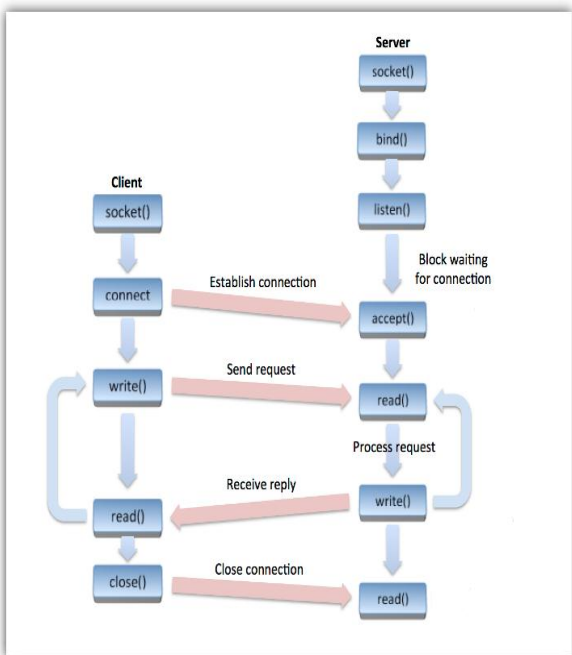 Server
socket()
bind()
listen()
Block waiting
for connection
Client
socket()
connect
Establish connection
accept()
write()
Send request
read()
Process request
Receive reply
write()
read()
close()
Close connection
read()